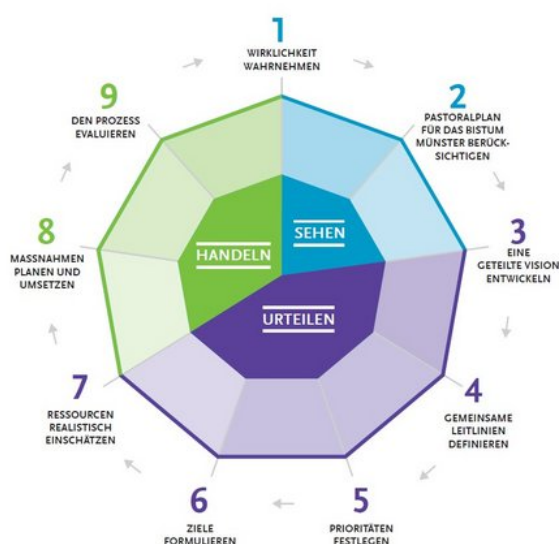 1
WIRKLICHKEIT
WAHRNEHMEN
2
PASTORALPLAN
FÜR DAS BISTUM
MÜNSTER BERÜCK-
SICHTIGEN
3
EINE
GETEILTE VISION
ENTWICKELN
4
GEMEINSAME
LEITLINIEN
DEFINIEREN
5
PRIORITÄTEN
FESTLEGEN
6
ZIELE
FORMULIEREN
7
RESSOURCEN
REALISTISCH
EINSCHÄTZEN
8
MASSNAHMEN
PLANEN UND
UMSETZEN
9
DEN PROZESS
EVALUIEREN
SEHEN
URTEILEN
HANDELN